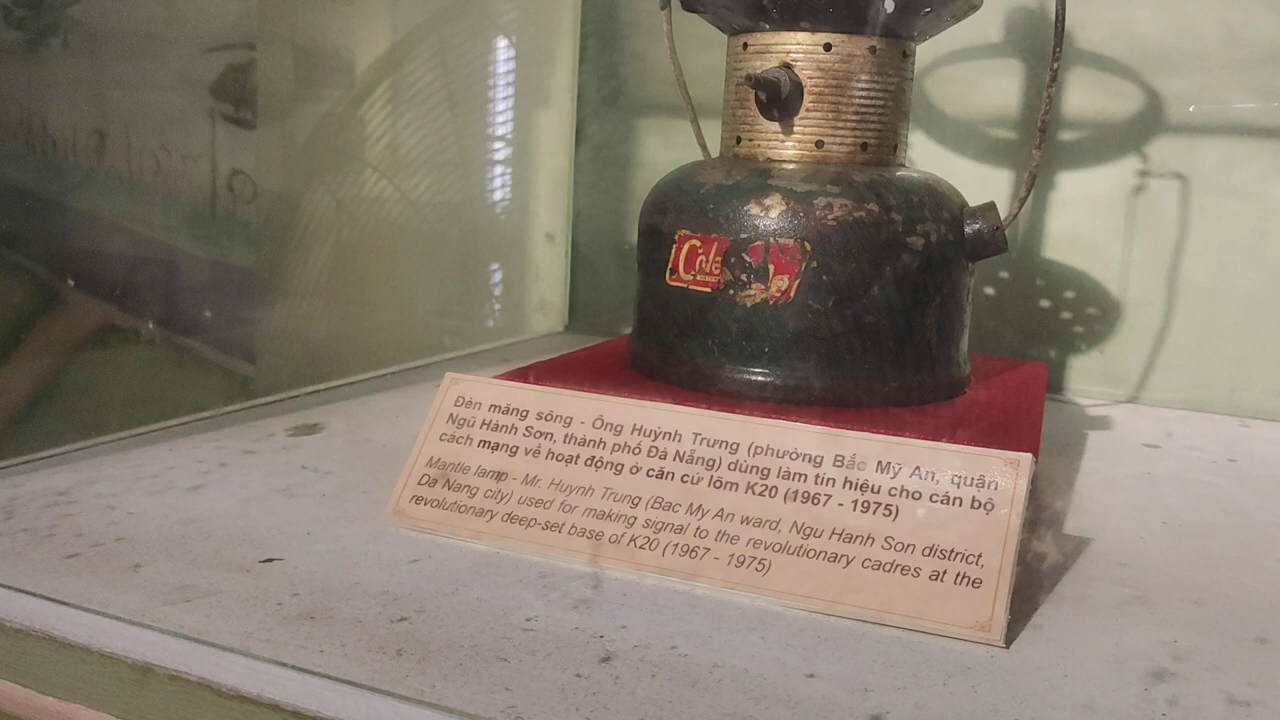 Cole
Đèn măng sông - Ông Huỳnh Trưng (phường Bắc Mỹ An, quận
Ngũ Hành Sơn, thành phố Đà Nẵng) dùng làm tín hiệu cho cán bộ
cách mạng về hoạt động ở căn cứ lõm K20 (1967 - 1975)
Mantle lamp - Mr. Huynh Trung (Bac My An ward, Ngu Hanh Son district,
Da Nang city) used for making signal to the revolutionary cadres at the
revolutionary deep-set base of K20 (1967 - 1975)